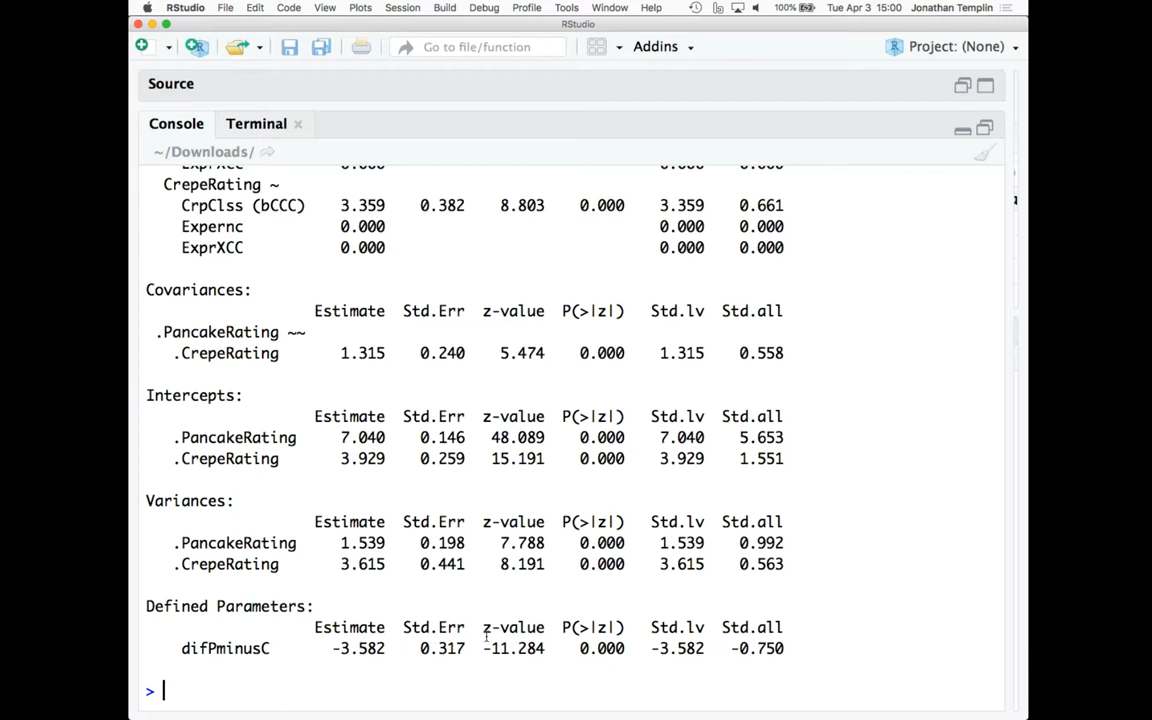 RStudio File Edit Code View Plots Session Build Debug Profile Tools Window Help 100% Tue Apr 3 15:00 Jonathan Templin
RStudio
Go to file/function Addins Project: (None)
Source
Console Terminal
~/Downloads/
ExprXCC 0.000 0.000 0.000
CrepeRating ~
CrpClss (bCCC) 3.359 0.382 8.803 0.000 3.359 0.661
Expernc 0.000 0.000 0.000
ExprXCC 0.000 0.000 0.000
Covariances:
Estimate Std.Err z-value P(>|z|) Std.lv Std.all
.PancakeRating ~~
.CrepeRating 1.315 0.240 5.474 0.000 1.315 0.558
Intercepts:
Estimate Std.Err z-value P(>|z|) Std.lv Std.all
.PancakeRating 7.040 0.146 48.089 0.000 7.040 5.653
.CrepeRating 3.929 0.259 15.191 0.000 3.929 1.551
Variances:
Estimate Std.Err z-value P(>|z|) Std.lv Std.all
.PancakeRating 1.539 0.198 7.788 0.000 1.539 0.992
.CrepeRating 3.615 0.441 8.191 0.000 3.615 0.563
Defined Parameters:
Estimate Std.Err z-value P(>|z|) Std.lv Std.all
difPminusC -3.582 0.317 -11.284 0.000 -3.582 -0.750
>